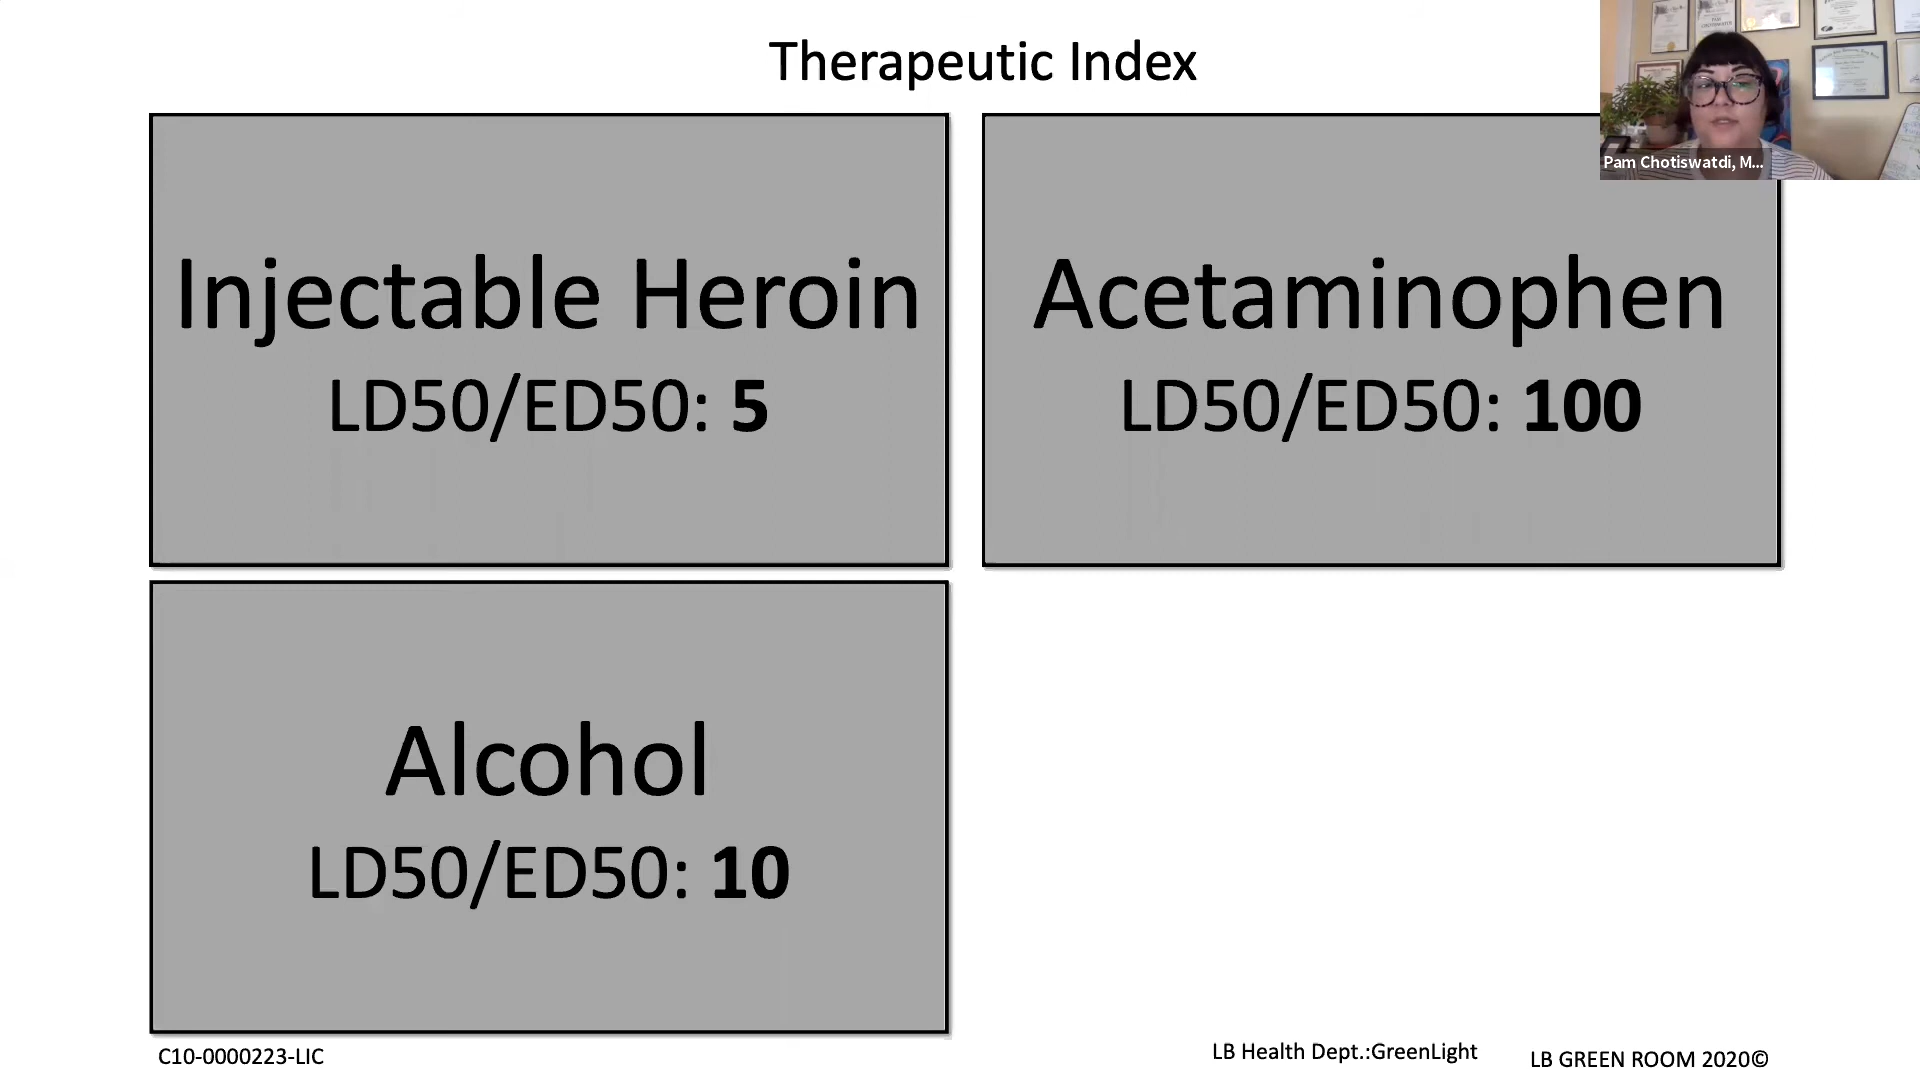 Therapeutic Index
Pam Chotiswatdi, M...
Injectable Heroin
LD50/ED50: 5
Acetaminophen
LD50/ED50: 100
Alcohol
LD50/ED50: 10
C10-0000223-LIC
LB Health Dept.:GreenLight
LB GREEN ROOM 2020©